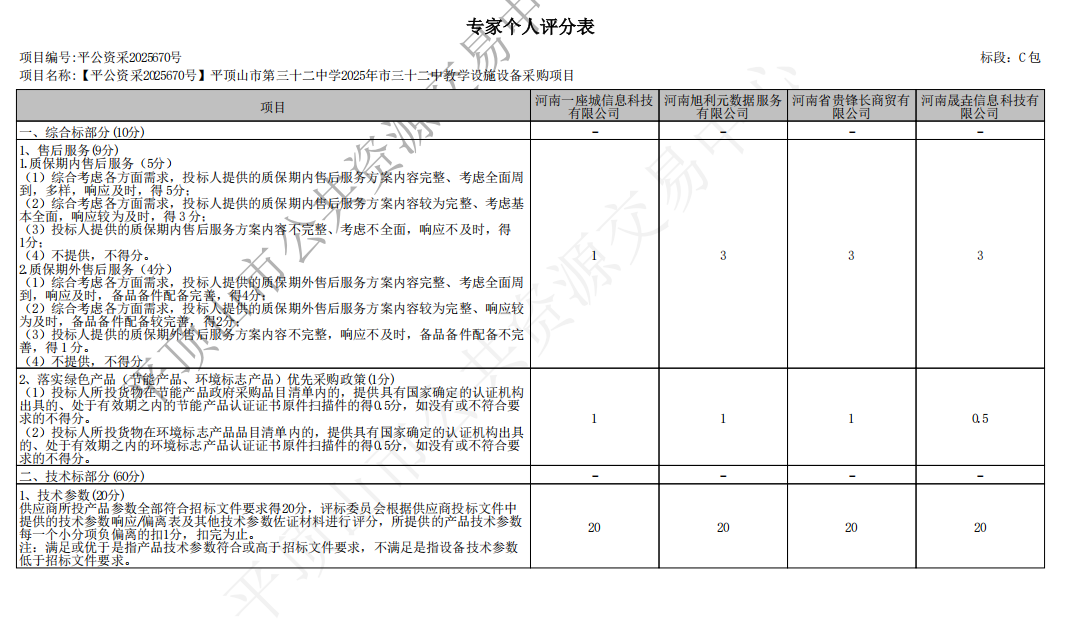 专家个人评分表
项目编号:平公资采2025670号
标段: C包
项目名称:【平公资采2025670号】平顶山市第三十二中学2025年市三十二中教学设施设备采购项目
项目
河南一座城信息科技有限公司
河南旭利元数据服务有限公司
河南省贵锋长商贸有限公司
河南晟垚信息科技有限公司
一、综合标部分(10分)
–
–
–
–
1、售后服务(9分)
1.质保期内售后服务（5分）
（1）综合考虑各方面需求，投标人提供的质保期内售后服务方案内容完整、考虑全面周
到，多样，响应及时，得5分；
（2）综合考虑各方面需求，投标人提供的质保期内售后服务方案内容较为完整、考虑基
本全面，响应较为及时，得 3 分；
（3）投标人提供的质保期内售后服务方案内容不完整、考虑不全面，响应不及时，得
1分；
（4）不提供，不得分。
2.质保期外售后服务（4分）
（1）综合考虑各方面需求，投标人提供的质保期外售后服务方案内容完整、考虑全面周
到，响应及时，备品备件配备完善，得4分；
（2）综合考虑各方面需求，投标人提供的质保期外售后服务方案内容较为完整、响应较
为及时，备品备件配备较完善，得2分；
（3）投标人提供的质保期外售后服务方案内容不完整，响应不及时，备品备件配备不完
善，得 1 分。
（4）不提供，不得分
1
3
3
3
2、落实绿色产品（节能产品、环境标志产品）优先采购政策(1分)
（1）投标人所投货物在节能产品政府采购品目清单内的，提供具有国家确定的认证机构
出具的、处于有效期之内的节能产品认证证书原件扫描件的得0.5分，如没有或不符合要
求的不得分。
（2）投标人所投货物在环境标志产品品目清单内的，提供具有国家确定的认证机构出具
的、处于有效期之内的环境标志产品认证证书原件扫描件的得0.5分，如没有或不符合要
求的不得分。
1
1
1
0.5
二、技术标部分(60分)
–
–
–
–
1、技术参数(20分)
供应商所投产品参数全部符合招标文件要求得20分，评标委员会根据供应商投标文件中
提供的技术参数响应/偏离表及其他技术参数佐证材料进行评分，所提供的产品技术参数
每一个小分项负偏离的扣1分，扣完为止。
注：满足或优于是指产品技术参数符合或高于招标文件要求，不满足是指设备技术参数
低于招标文件要求。
20
20
20
20
平顶山市公共资源交易中
平顶山市公共资源交易中心